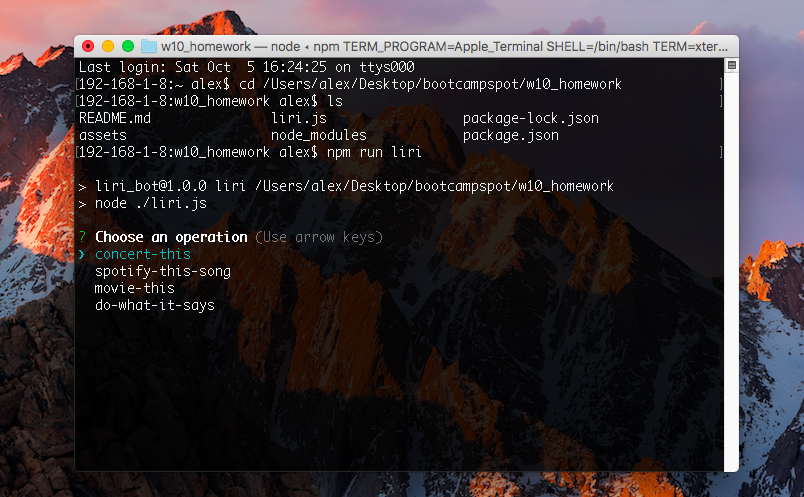 w10_homework — node ◂ npm TERM_PROGRAM=Apple_Terminal SHELL=/bin/bash TERM=xter...
Last login: Sat Oct  5 16:24:25 on ttys000
[192-168-1-8:~ alex$ cd /Users/alex/Desktop/bootcampspot/w10_homework ]
[192-168-1-8:w10_homework alex$ ls ]
README.md liri.js package-lock.json
assets node_modules package.json
[192-168-1-8:w10_homework alex$ npm run liri ]
> liri_bot@1.0.0 liri /Users/alex/Desktop/bootcampspot/w10_homework
> node ./liri.js
? Choose an operation (Use arrow keys)
❯ concert-this
spotify-this-song
movie-this
do-what-it-says